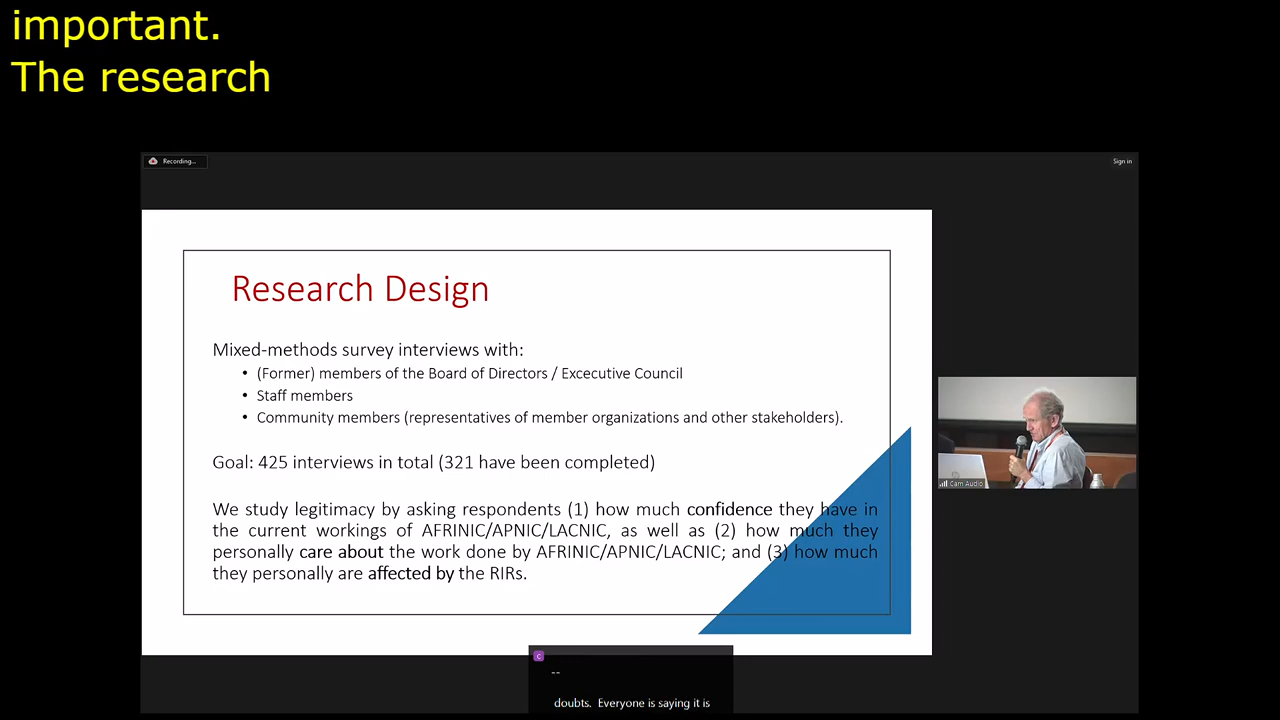 important.
The research
Recording...
Sign in
Research Design
Mixed-methods survey interviews with:
• (Former) members of the Board of Directors / Excecutive Council
• Staff members
• Community members (representatives of member organizations and other stakeholders).
Goal: 425 interviews in total (321 have been completed)
We study legitimacy by asking respondents (1) how much confidence they have in
the current workings of AFRINIC/APNIC/LACNIC, as well as (2) how much they
personally care about the work done by AFRINIC/APNIC/LACNIC; and (3) how much
they personally are affected by the RIRs.
Cam Audio
C
--
doubts. Everyone is saying it is